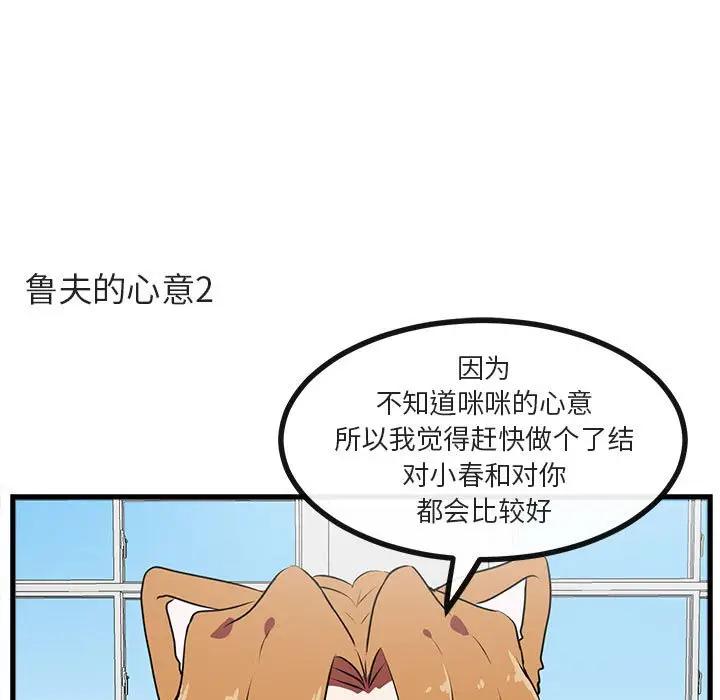 鲁夫的心意2
因为
不知道咪咪的心意
所以我觉得赶快做个了结
对小春和对你
都会比较好